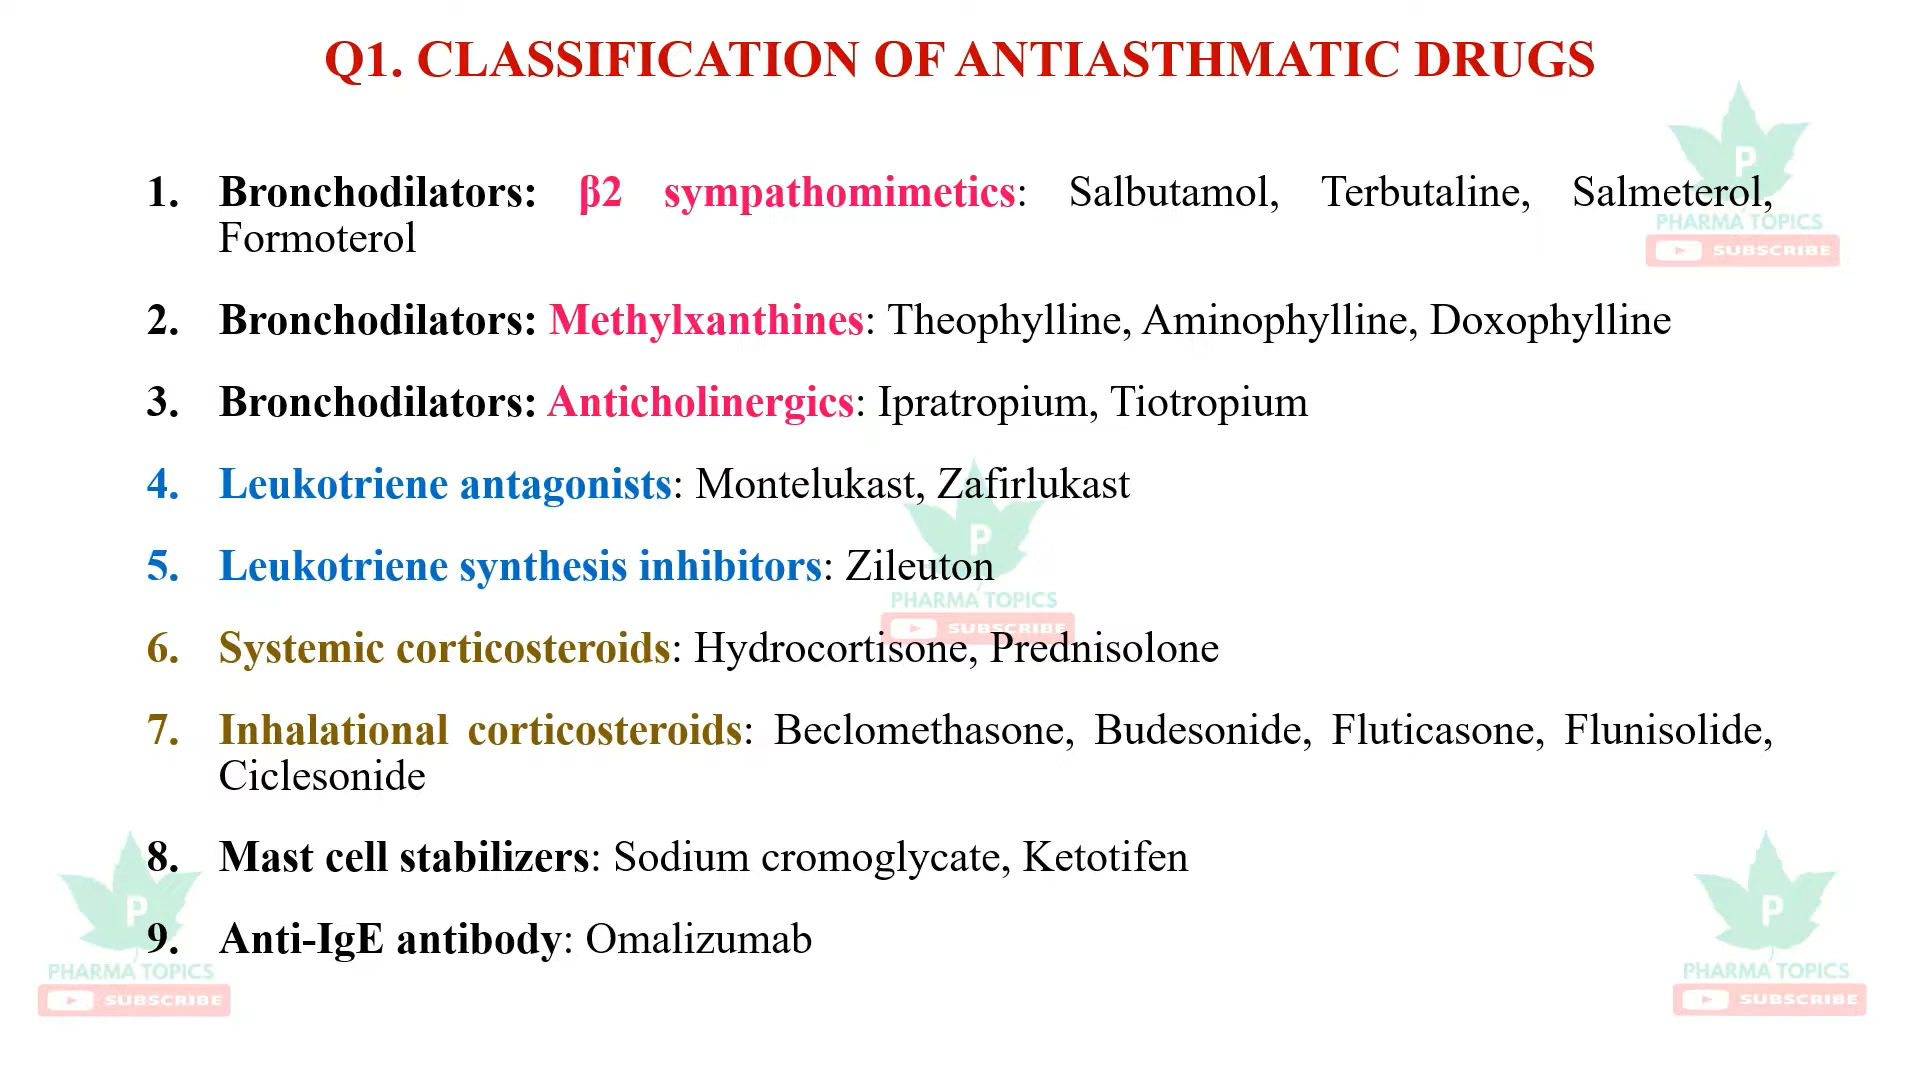 Q1. CLASSIFICATION OF ANTIASTHMATIC DRUGS
1. Bronchodilators: β2 sympathomimetics: Salbutamol, Terbutaline, Salmeterol,
Formoterol
2. Bronchodilators: Methylxanthines: Theophylline, Aminophylline, Doxophylline
3. Bronchodilators: Anticholinergics: Ipratropium, Tiotropium
4. Leukotriene antagonists: Montelukast, Zafirlukast
5. Leukotriene synthesis inhibitors: Zileuton
6. Systemic corticosteroids: Hydrocortisone, Prednisolone
7. Inhalational corticosteroids: Beclomethasone, Budesonide, Fluticasone, Flunisolide,
Ciclesonide
8. Mast cell stabilizers: Sodium cromoglycate, Ketotifen
9. Anti-IgE antibody: Omalizumab
P
PHARMA TOPICS
SUBSCRIBE
P
PHARMA TOPICS
SUBSCRIBE
P
PHARMA TOPICS
SUBSCRIBE
P
PHARMA TOPICS
SUBSCRIBE